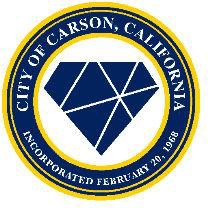 CITY OF CARSON, CALIFORNIA
INCORPORATED FEBRUARY 20, 1968